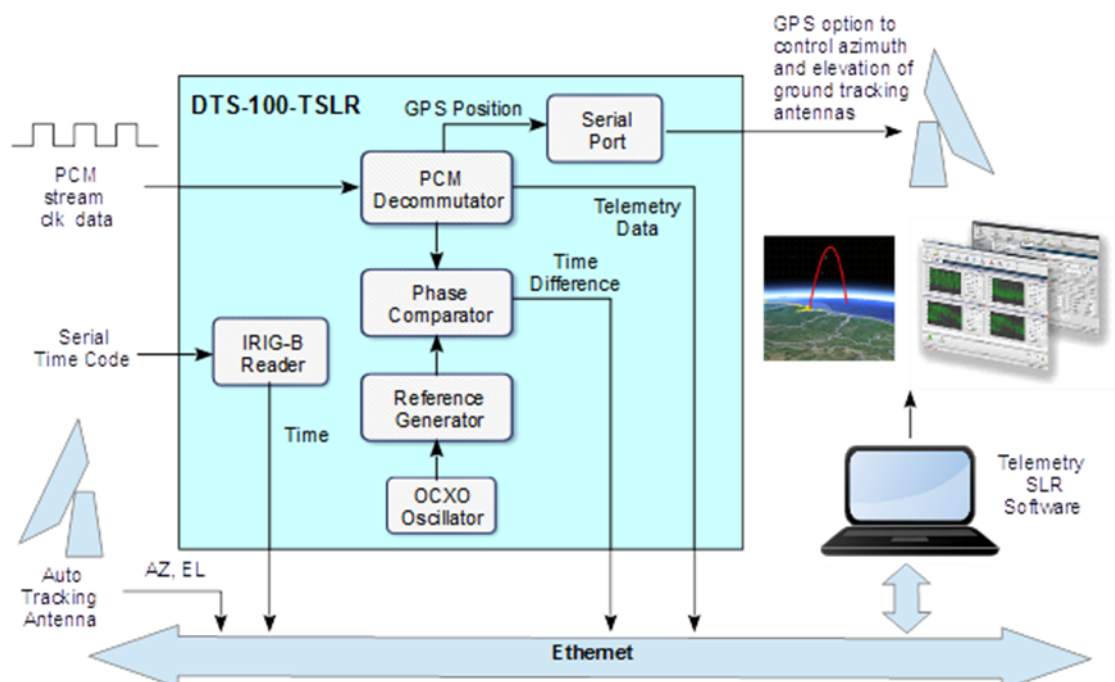 GPS option to
control azimuth
and elevation of
ground tracking
antennas
DTS-100-TSLR
GPS Position
Serial
Port
PCM
stream
clk data
PCM
Decommutator
Telemetry
Data
Time
Difference
Phase
Comparator
Serial
Time Code
IRIG-B
Reader
Reference
Generator
Time
OCXO
Oscillator
Telemetry
SLR
Software
Auto
Tracking
Antenna
AZ, EL
Ethernet